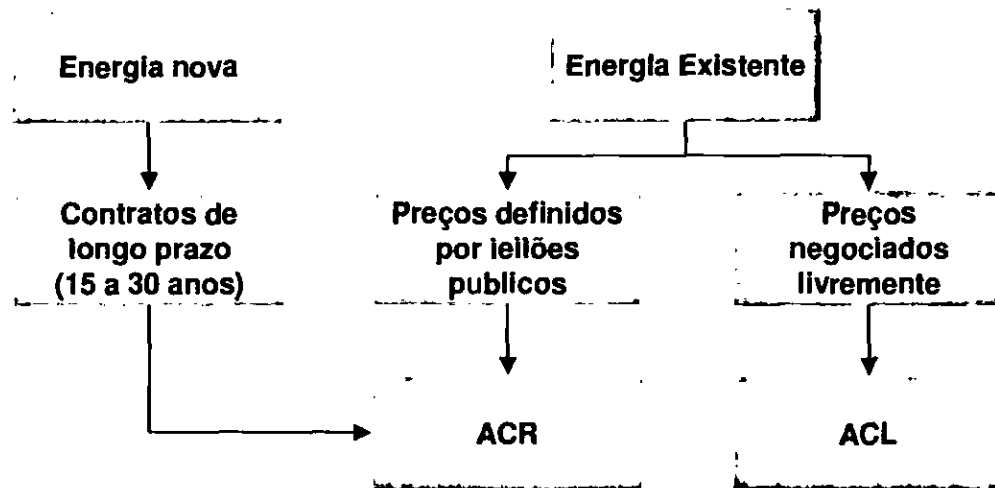 Energia nova
Energia Existente
Contratos de
longo prazo
(15 a 30 anos)
Preços definidos
por leilões
publicos
Preços
negociados
livremente
ACR
ACL